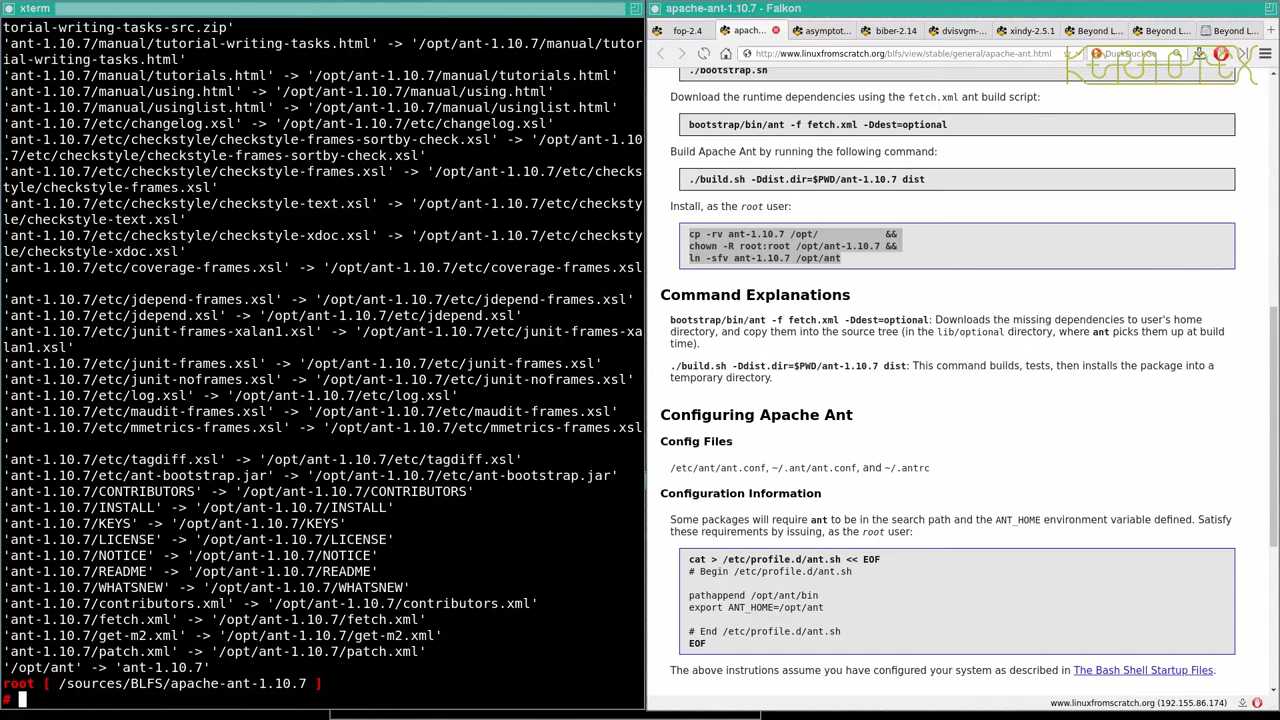 xterm
torial-writing-tasks-src.zip'
'ant-1.10.7/manual/tutorial-writing-tasks.html' -> '/opt/ant-1.10.7/manual/tutor
ial-writing-tasks.html'
'ant-1.10.7/manual/tutorials.html' -> '/opt/ant-1.10.7/manual/tutorials.html'
'ant-1.10.7/manual/using.html' -> '/opt/ant-1.10.7/manual/using.html'
'ant-1.10.7/manual/usinglist.html' -> '/opt/ant-1.10.7/manual/usinglist.html'
'ant-1.10.7/etc/changelog.xsl' -> '/opt/ant-1.10.7/etc/changelog.xsl'
'ant-1.10.7/etc/checkstyle/checkstyle-frames-sortby-check.xsl' -> '/opt/ant-1.10
.7/etc/checkstyle/checkstyle-frames-sortby-check.xsl'
'ant-1.10.7/etc/checkstyle/checkstyle-frames.xsl' -> '/opt/ant-1.10.7/etc/checks
tyle/checkstyle-frames.xsl'
'ant-1.10.7/etc/checkstyle/checkstyle-text.xsl' -> '/opt/ant-1.10.7/etc/checksty
le/checkstyle-text.xsl'
'ant-1.10.7/etc/checkstyle/checkstyle-xdoc.xsl' -> '/opt/ant-1.10.7/etc/checksty
le/checkstyle-xdoc.xsl'
'ant-1.10.7/etc/coverage-frames.xsl' -> '/opt/ant-1.10.7/etc/coverage-frames.xsl
'
'ant-1.10.7/etc/jdepend-frames.xsl' -> '/opt/ant-1.10.7/etc/jdepend-frames.xsl'
'ant-1.10.7/etc/jdepend.xsl' -> '/opt/ant-1.10.7/etc/jdepend.xsl'
'ant-1.10.7/etc/junit-frames-xalan1.xsl' -> '/opt/ant-1.10.7/etc/junit-frames-xa
lan1.xsl'
'ant-1.10.7/etc/junit-frames.xsl' -> '/opt/ant-1.10.7/etc/junit-frames.xsl'
'ant-1.10.7/etc/junit-noframes.xsl' -> '/opt/ant-1.10.7/etc/junit-noframes.xsl'
'ant-1.10.7/etc/log.xsl' -> '/opt/ant-1.10.7/etc/log.xsl'
'ant-1.10.7/etc/maudit-frames.xsl' -> '/opt/ant-1.10.7/etc/maudit-frames.xsl'
'ant-1.10.7/etc/mmetrics-frames.xsl' -> '/opt/ant-1.10.7/etc/mmetrics-frames.xsl
'
'ant-1.10.7/etc/tagdiff.xsl' -> '/opt/ant-1.10.7/etc/tagdiff.xsl'
'ant-1.10.7/etc/ant-bootstrap.jar' -> '/opt/ant-1.10.7/etc/ant-bootstrap.jar'
'ant-1.10.7/CONTRIBUTORS' -> '/opt/ant-1.10.7/CONTRIBUTORS'
'ant-1.10.7/INSTALL' -> '/opt/ant-1.10.7/INSTALL'
'ant-1.10.7/KEYS' -> '/opt/ant-1.10.7/KEYS'
'ant-1.10.7/LICENSE' -> '/opt/ant-1.10.7/LICENSE'
'ant-1.10.7/NOTICE' -> '/opt/ant-1.10.7/NOTICE'
'ant-1.10.7/README' -> '/opt/ant-1.10.7/README'
'ant-1.10.7/WHATSNEW' -> '/opt/ant-1.10.7/WHATSNEW'
'ant-1.10.7/contributors.xml' -> '/opt/ant-1.10.7/contributors.xml'
'ant-1.10.7/fetch.xml' -> '/opt/ant-1.10.7/fetch.xml'
'ant-1.10.7/get-m2.xml' -> '/opt/ant-1.10.7/get-m2.xml'
'ant-1.10.7/patch.xml' -> '/opt/ant-1.10.7/patch.xml'
'/opt/ant' -> 'ant-1.10.7'
root [ /sources/BLFS/apache-ant-1.10.7 ]
#
apache-ant-1.10.7 - Falkon
fop-2.4 apach... asymptot... biber-2.14 dvisvgm-... xindy-2.5.1 Beyond L... Beyond L... Beyond L...
http://www.linuxfromscratch.org/blfs/view/stable/general/apache-ant.html DuckDuckGo
KERNOTEX
./bootstrap.sh
Download the runtime dependencies using the fetch.xml ant build script:
bootstrap/bin/ant -f fetch.xml -Ddest=optional
Build Apache Ant by running the following command:
./build.sh -Ddist.dir=$PWD/ant-1.10.7 dist
Install, as the root user:
cp -rv ant-1.10.7 /opt/ &&
chown -R root:root /opt/ant-1.10.7 &&
ln -sfv ant-1.10.7 /opt/ant
Command Explanations
bootstrap/bin/ant -f fetch.xml -Ddest=optional: Downloads the missing dependencies to user's home
directory, and copy them into the source tree (in the lib/optional directory, where ant picks them up at build
time).
./build.sh -Ddist.dir=$PWD/ant-1.10.7 dist: This command builds, tests, then installs the package into a
temporary directory.
Configuring Apache Ant
Config Files
/etc/ant/ant.conf, ~/.ant/ant.conf, and ~/.antrc
Configuration Information
Some packages will require ant to be in the search path and the ANT_HOME environment variable defined. Satisfy
these requirements by issuing, as the root user:
cat > /etc/profile.d/ant.sh << EOF
# Begin /etc/profile.d/ant.sh
pathappend /opt/ant/bin
export ANT_HOME=/opt/ant
# End /etc/profile.d/ant.sh
EOF
The above instrutions assume you have configured your system as described in The Bash Shell Startup Files.
www.linuxfromscratch.org (192.155.86.174)